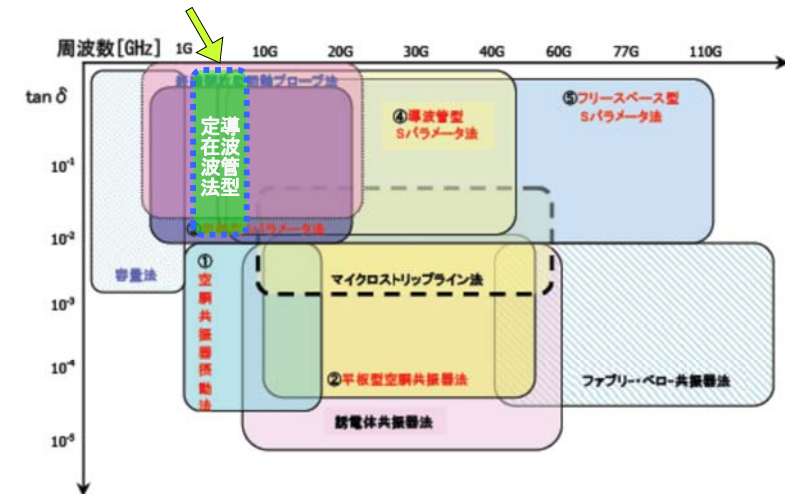 周波数[GHz] 1G 10G 20G 30G 40G 60G 77G 110G
tanδ
10⁻¹
10⁻²
10⁻³
10⁻⁴
10⁻⁵
プローブ法
導波管型
定在波法
④導波管型
Sパラメータ法
⑤フリースペース型
Sパラメータ法
パラメータ法
容量法
①空胴共振器摂動法
マイクロストリップライン法
②平板型空胴共振器法
誘電体共振器法
ファブリー・ペロー共振器法